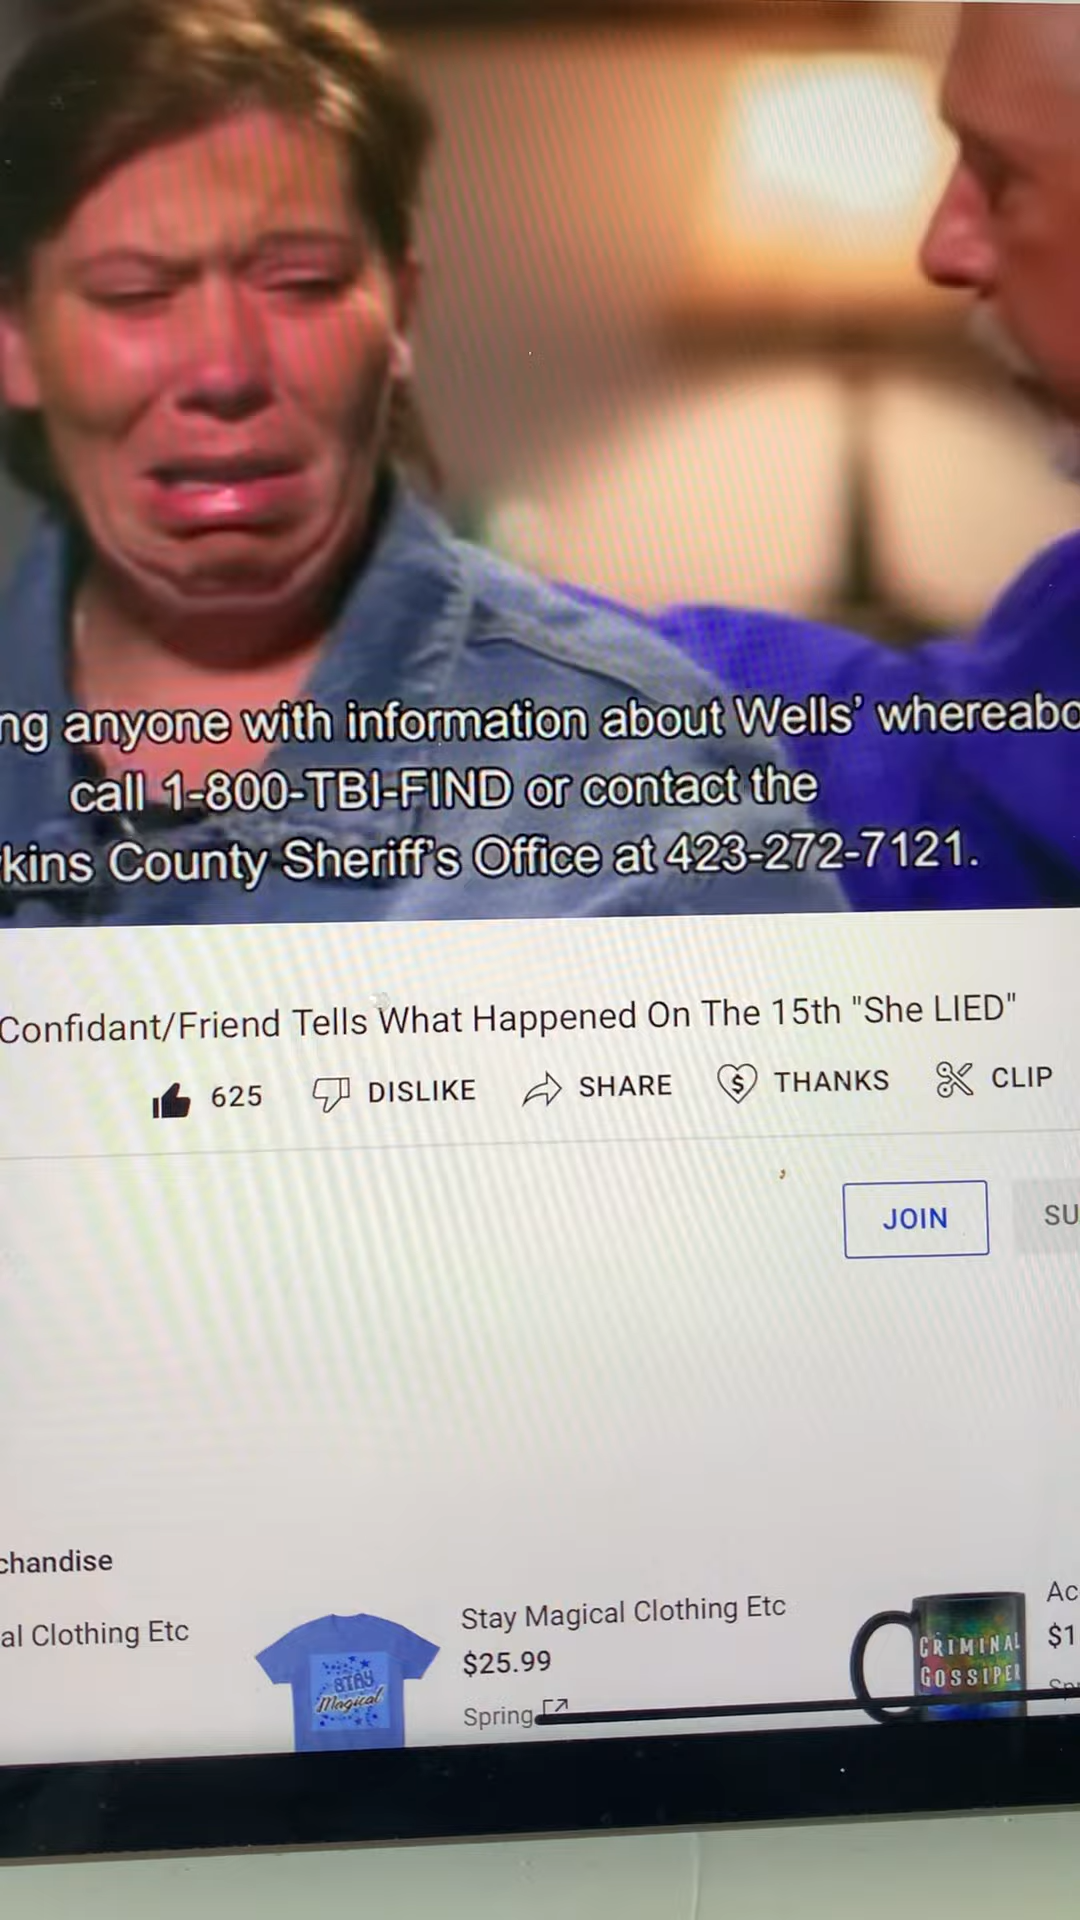 ng anyone with information about Wells' whereabo
call 1-800-TBI-FIND or contact the
kins County Sheriff's Office at 423-272-7121.
Confidant/Friend Tells What Happened On The 15th "She LIED"
625 DISLIKE SHARE THANKS CLIP
JOIN SU
chandise
al Clothing Etc
STAY
Magical
Stay Magical Clothing Etc
$25.99
Spring
CRIMINAL
GOSSIPER
Ac
$1
Sp